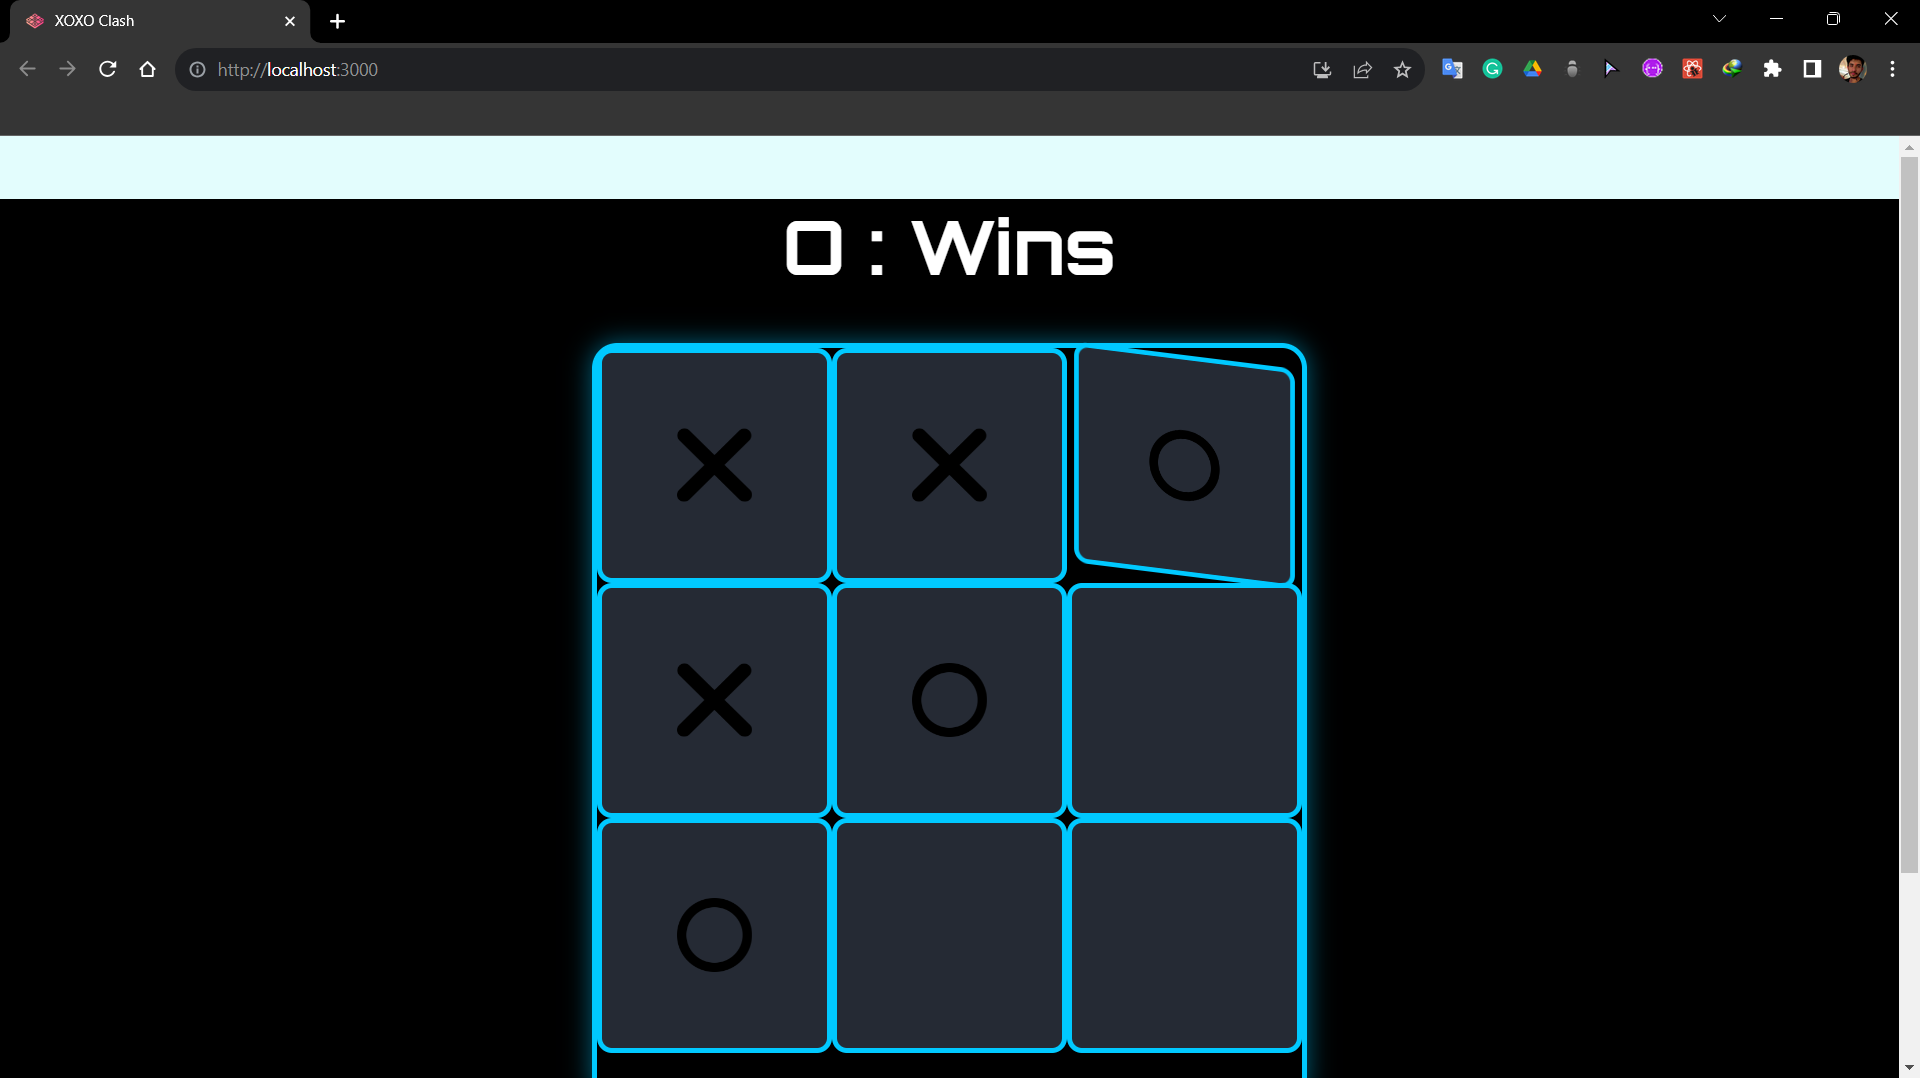 XOXO Clash
http://localhost:3000
O : Wins
X X O
X O
O